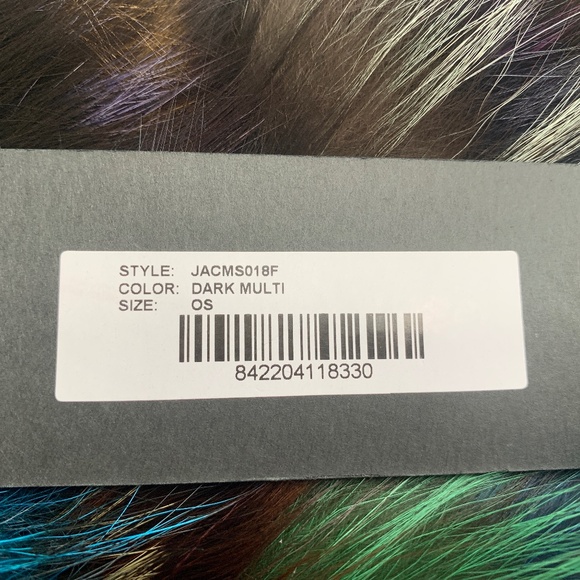 STYLE: JACMS018F
COLOR: DARK MULTI
SIZE: OS
842204118330